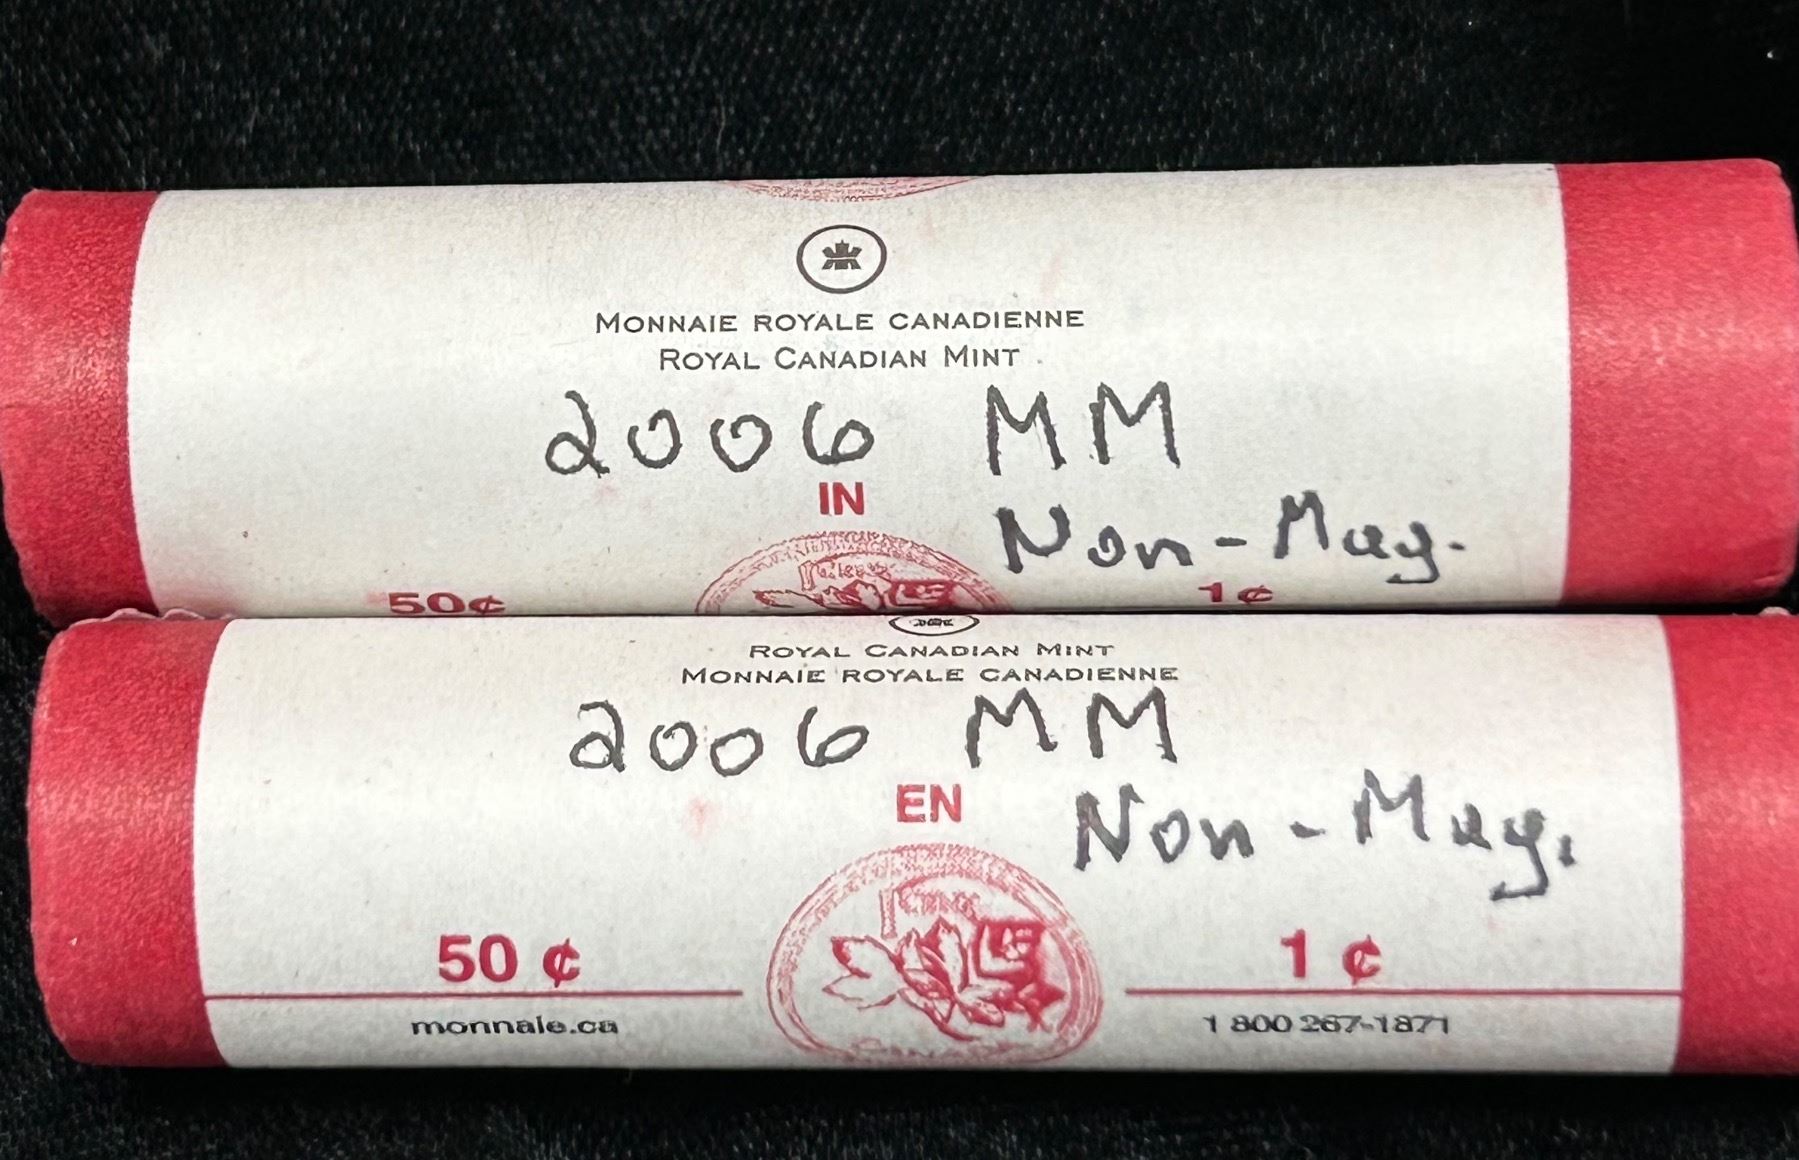 MONNAIE ROYALE CANADIENNE
ROYAL CANADIAN MINT
2006 MM
IN
Non-Mag.
50¢ 1¢
ROYAL CANADIAN MINT
MONNAIE ROYALE CANADIENNE
2006 MM
EN
Non-Mag.
50 ¢ 1 ¢
monnaie.ca 1 800 267-1871
CANADA